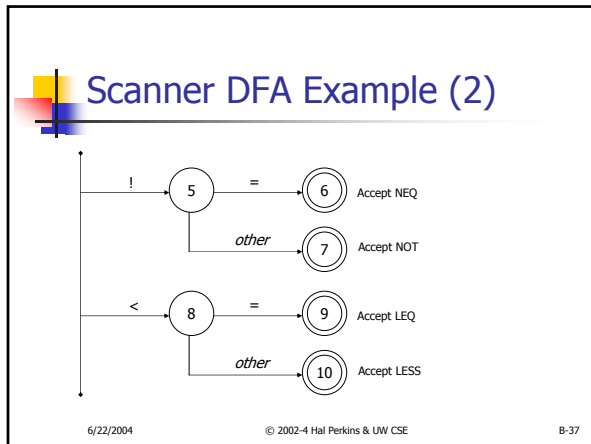 Scanner DFA Example (2)
! 5 = 6 Accept NEQ
other 7 Accept NOT
< 8 = 9 Accept LEQ
other 10 Accept LESS
6/22/2004 © 2002-4 Hal Perkins & UW CSE B-37